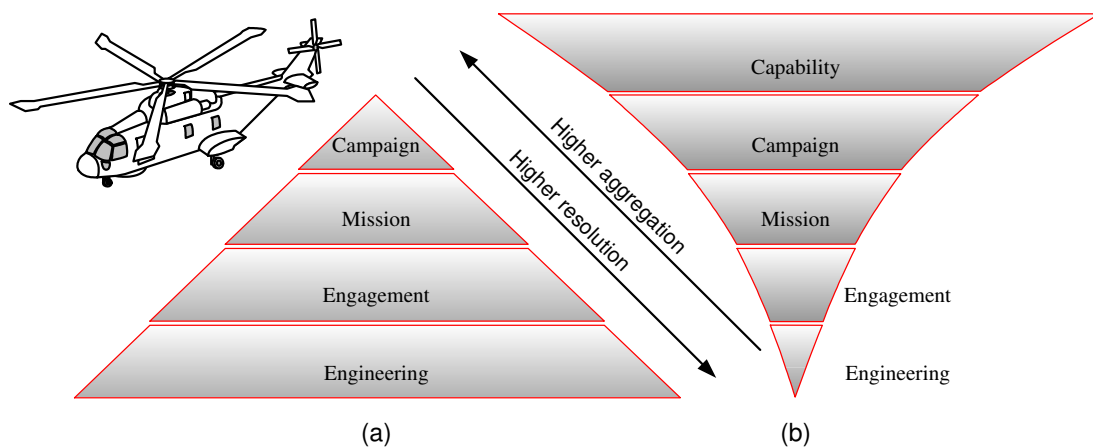 Campaign
Mission
Engagement
Engineering
(a)
Higher resolution
Higher aggregation
Capability
Campaign
Mission
Engagement
Engineering
(b)